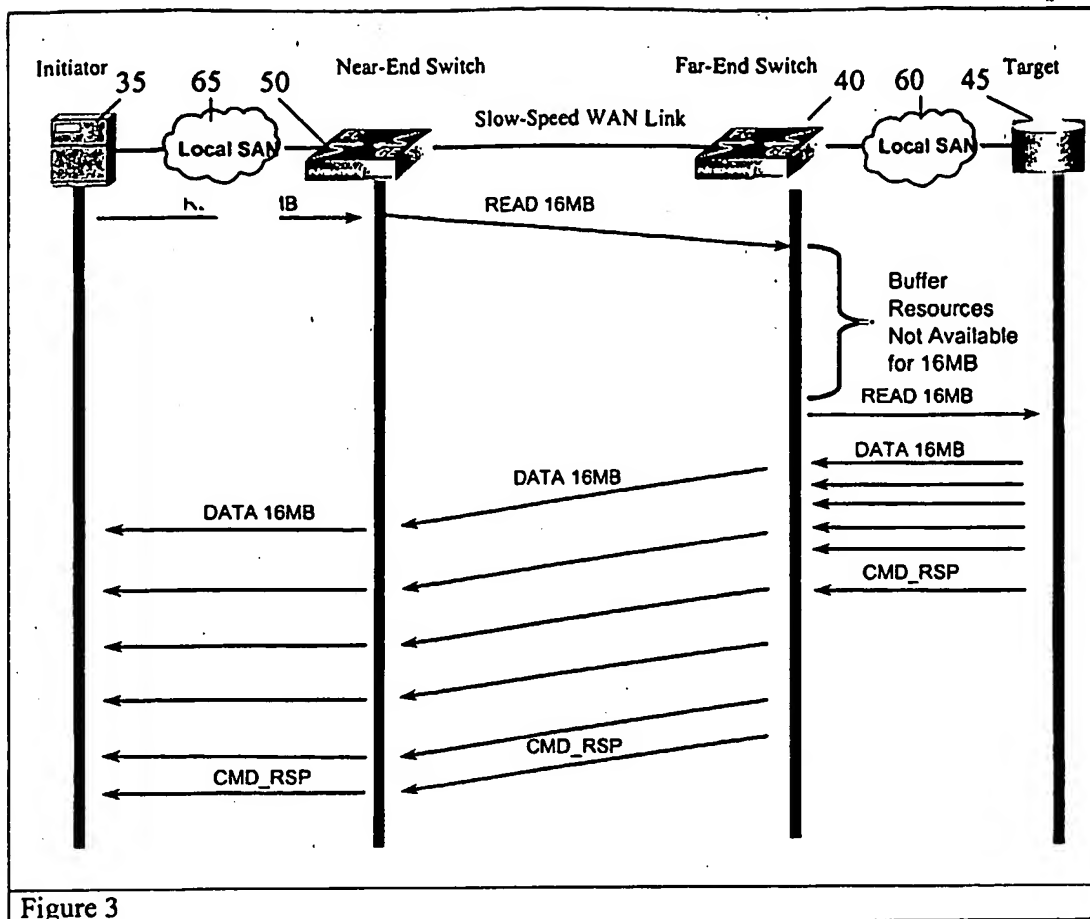 Initiator
35
65
50
Near-End Switch
Far-End Switch
40
60
45
Target
Local SAN
Slow-Speed WAN Link
Local SAN
READ 16MB
Buffer
Resources
Not Available
for 16MB
READ 16MB
DATA 16MB
DATA 16MB
DATA 16MB
CMD_RSP
CMD_RSP
CMD_RSP
Figure 3